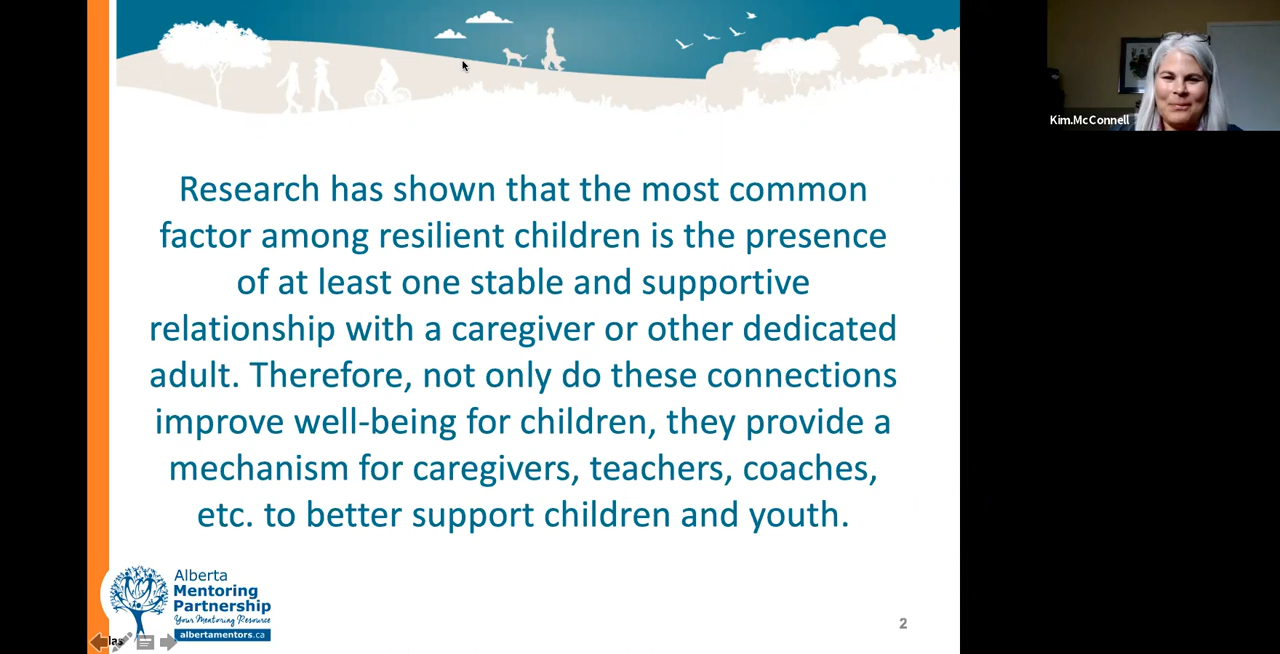 Kim.McConnell
Research has shown that the most common
factor among resilient children is the presence
of at least one stable and supportive
relationship with a caregiver or other dedicated
adult. Therefore, not only do these connections
improve well-being for children, they provide a
mechanism for caregivers, teachers, coaches,
etc. to better support children and youth.
Alberta
Mentoring
Partnership
Your Mentoring Resource
albertamentors.ca
las
2